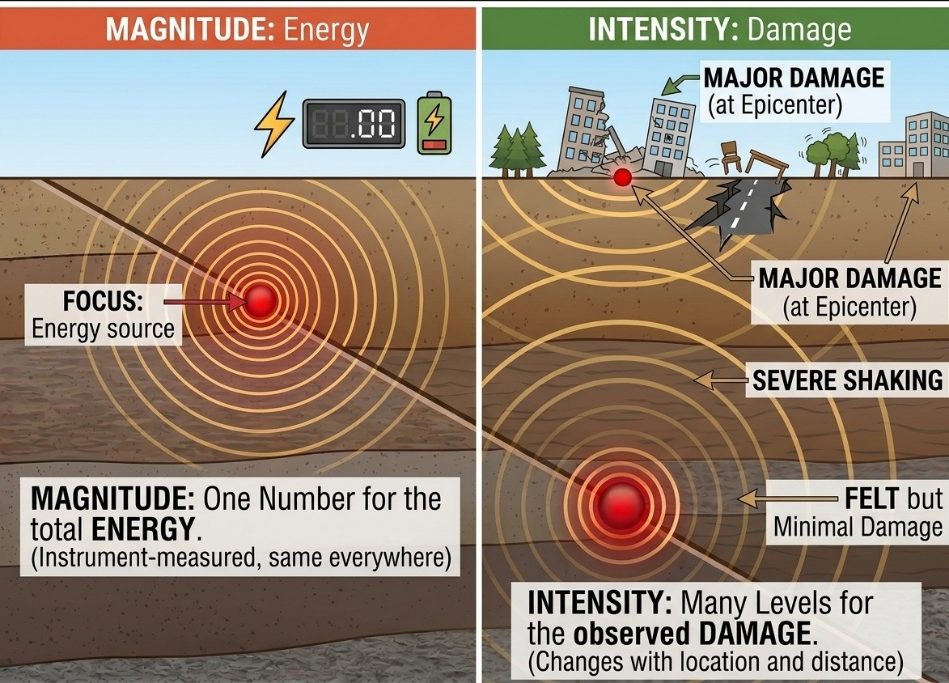 MAGNITUDE: Energy
.00
FOCUS:
Energy source
MAGNITUDE: One Number for the
total ENERGY.
(Instrument-measured, same everywhere)
INTENSITY: Damage
MAJOR DAMAGE
(at Epicenter)
MAJOR DAMAGE
(at Epicenter)
SEVERE SHAKING
FELT but
Minimal Damage
INTENSITY: Many Levels for
the observed DAMAGE.
(Changes with location and distance)